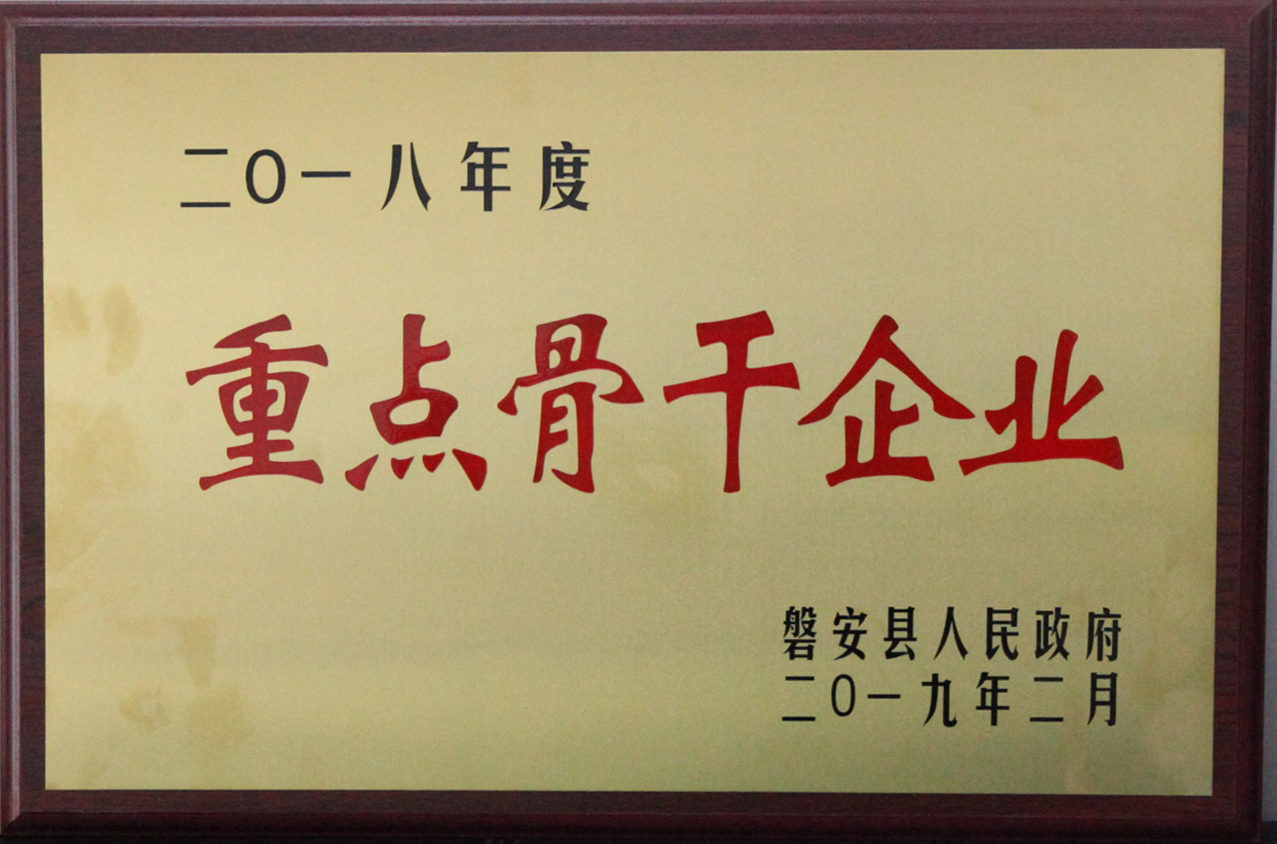 二〇一八年度
重点骨干企业
磐安县人民政府
二〇一九年二月